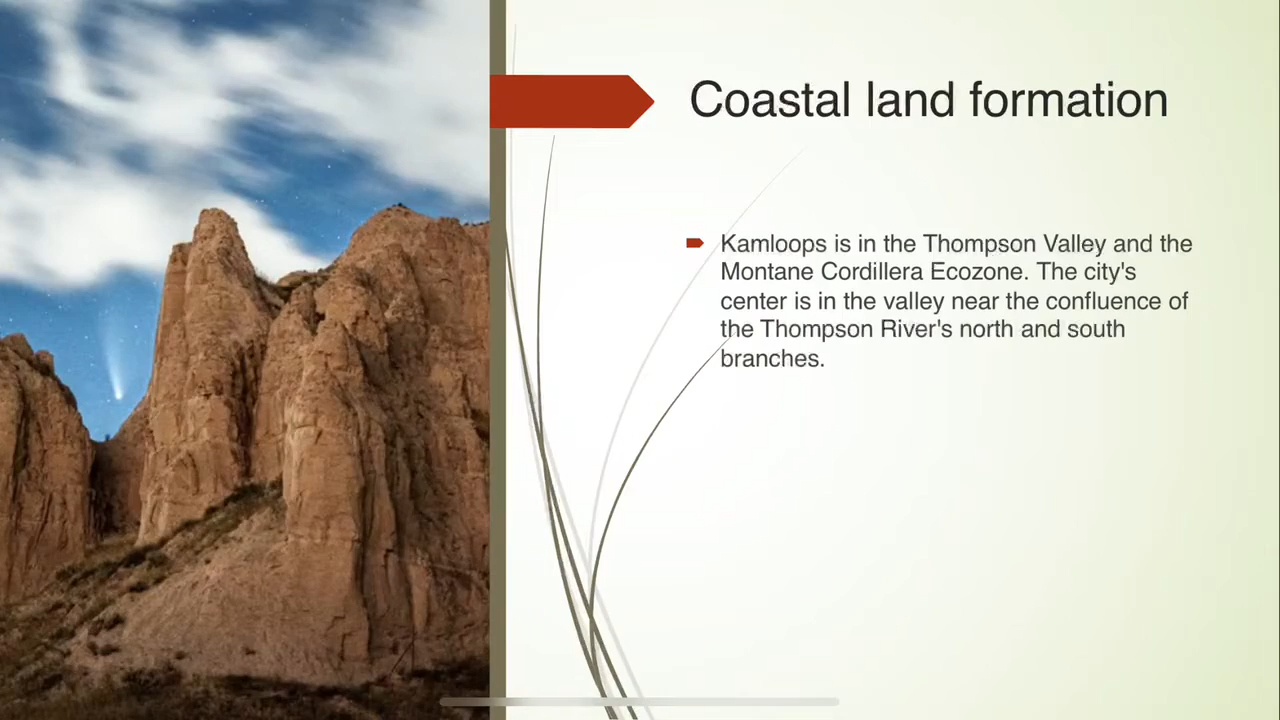 Coastal land formation
Kamloops is in the Thompson Valley and the
Montane Cordillera Ecozone. The city's
center is in the valley near the confluence of
the Thompson River's north and south
branches.